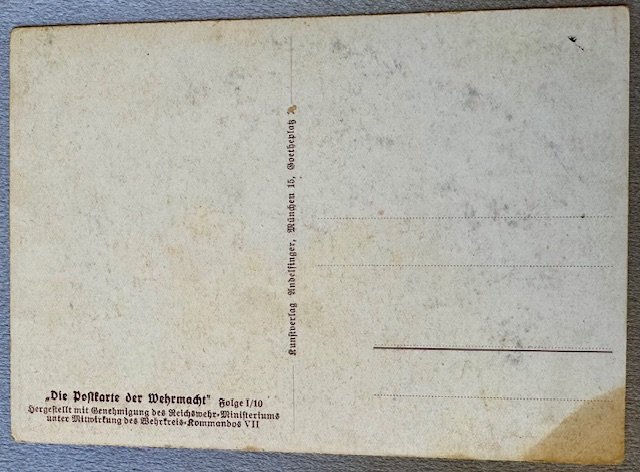 „Die Postkarte der Wehrmacht" Folge I/10
Hergestellt mit Genehmigung des Reichswehr-Ministeriums
unter Mitwirkung des Wehrkreis-Kommandos VII
Kunstverlag Andelfinger, München 15, Goetheplatz 2